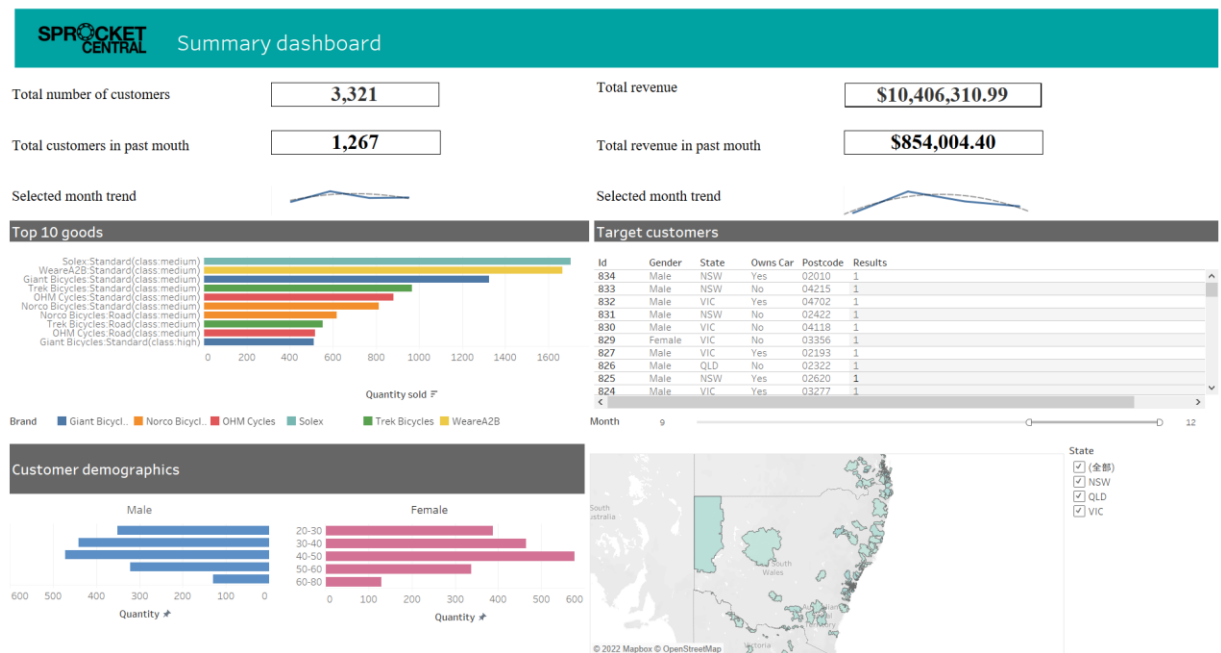 SPROCKET
CENTRAL
Summary dashboard
Total number of customers
3,321
Total revenue
$10,406,310.99
Total customers in past mouth
1,267
Total revenue in past mouth
$854,004.40
Selected month trend
Selected month trend
Top 10 goods
Solex:Standard(class:medium)
WeareA2B:Standard(class:medium)
Giant Bicycles:Standard(class:medium)
Trek Bicycles:Standard(class:medium)
OHM Cycles:Standard(class:medium)
Norco Bicycles:Standard(class:medium)
Norco Bicycles:Road(class:medium)
Trek Bicycles:Road(class:medium)
OHM Cycles:Road(class:medium)
Giant Bicycles:Standard(class:high)
0 200 400 600 800 1000 1200 1400 1600
Quantity sold
Brand Giant Bicycl.. Norco Bicycl.. OHM Cycles Solex Trek Bicycles WeareA2B
Target customers
Id Gender State Owns Car Postcode Results
834 Male NSW Yes 02010 1
833 Male NSW No 04215 1
832 Male VIC Yes 04702 1
831 Male NSW No 02422 1
830 Male VIC No 04118 1
829 Female VIC No 03356 1
827 Male VIC Yes 02193 1
826 Male QLD No 02322 1
825 Male NSW Yes 02620 1
824 Male VIC Yes 03277 1
Month 9 12
Customer demographics
Male
Female
20-30
30-40
40-50
50-60
60-80
600 500 400 300 200 100 0
0 100 200 300 400 500 600
Quantity
Quantity
South
Wales
Victoria
© 2022 Mapbox © OpenStreetMap
State
(全部)
NSW
QLD
VIC